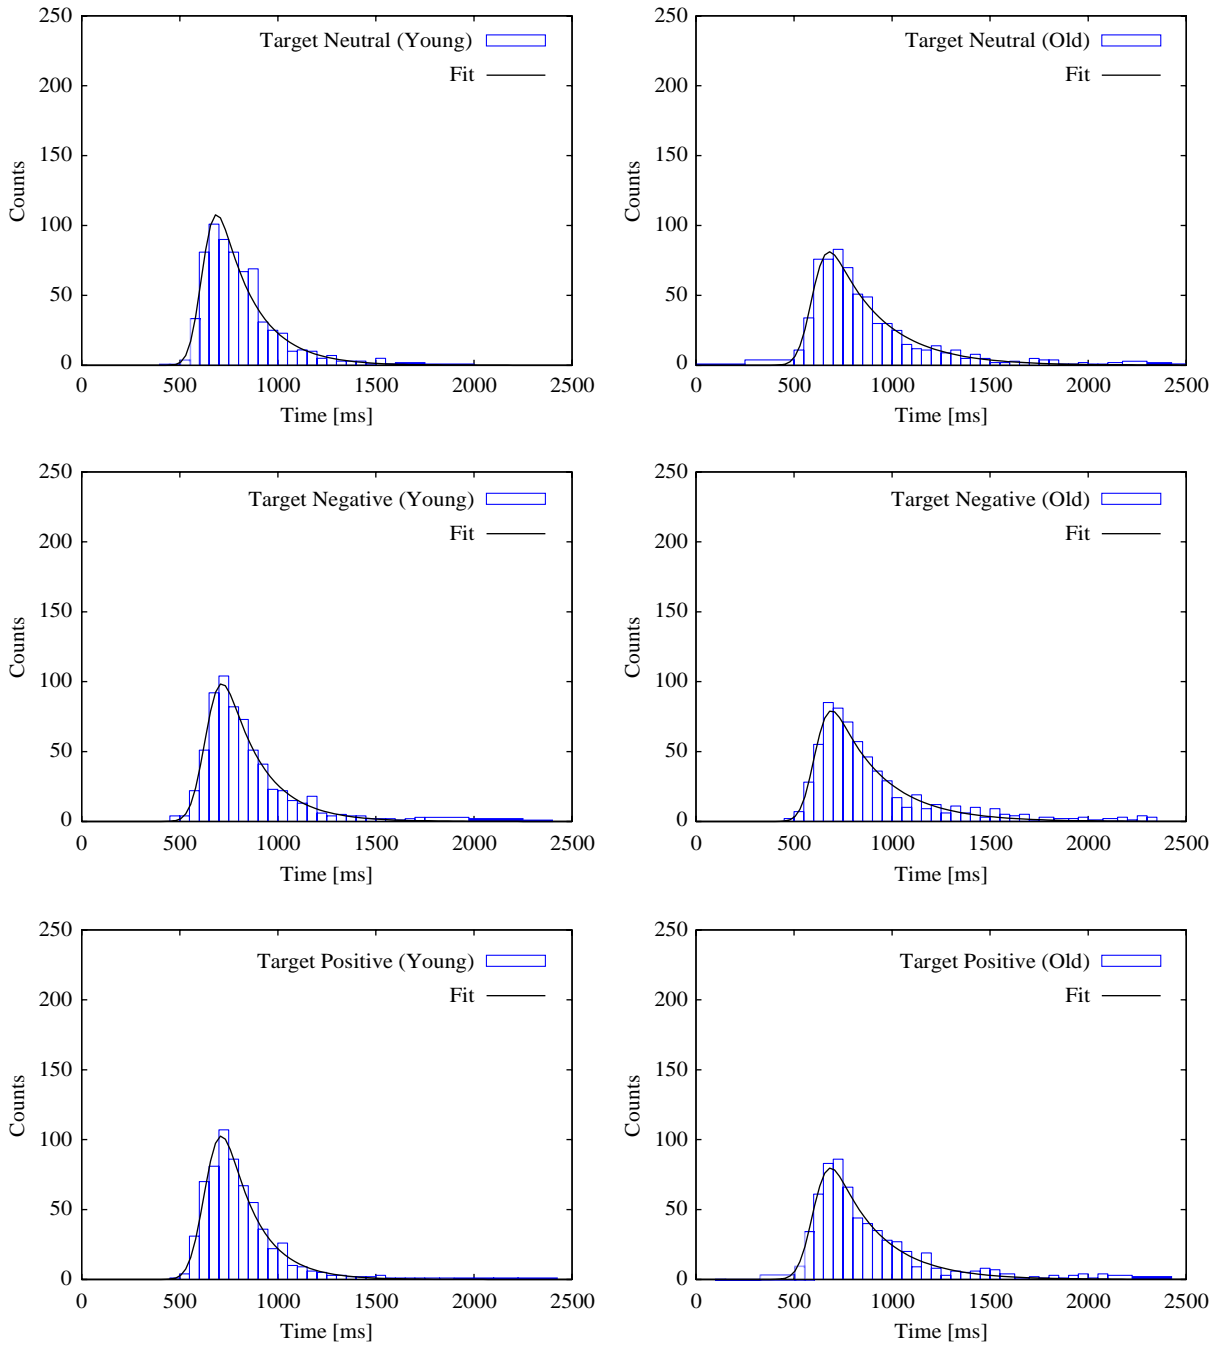 250
200
150
100
50
0
Counts
Target Neutral (Young)
Fit
0 500 1000 1500 2000 2500
Time [ms]
250
200
150
100
50
0
Counts
Target Neutral (Old)
Fit
0 500 1000 1500 2000 2500
Time [ms]
250
200
150
100
50
0
Counts
Target Negative (Young)
Fit
0 500 1000 1500 2000 2500
Time [ms]
250
200
150
100
50
0
Counts
Target Negative (Old)
Fit
0 500 1000 1500 2000 2500
Time [ms]
250
200
150
100
50
0
Counts
Target Positive (Young)
Fit
0 500 1000 1500 2000 2500
Time [ms]
250
200
150
100
50
0
Counts
Target Positive (Old)
Fit
0 500 1000 1500 2000 2500
Time [ms]